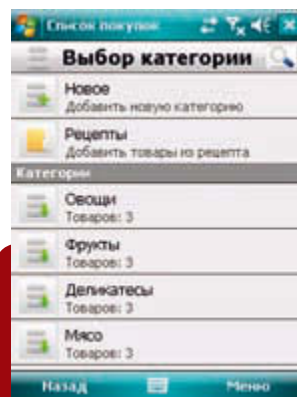 Список покупок
Выбор категории
Новое
Добавить новую категорию
Рецепты
Добавить товары из рецепта
Категории
Овощи
Товаров: 3
Фрукты
Товаров: 3
Деликатесы
Товаров: 3
Мясо
Товаров: 3
Назад
Меню